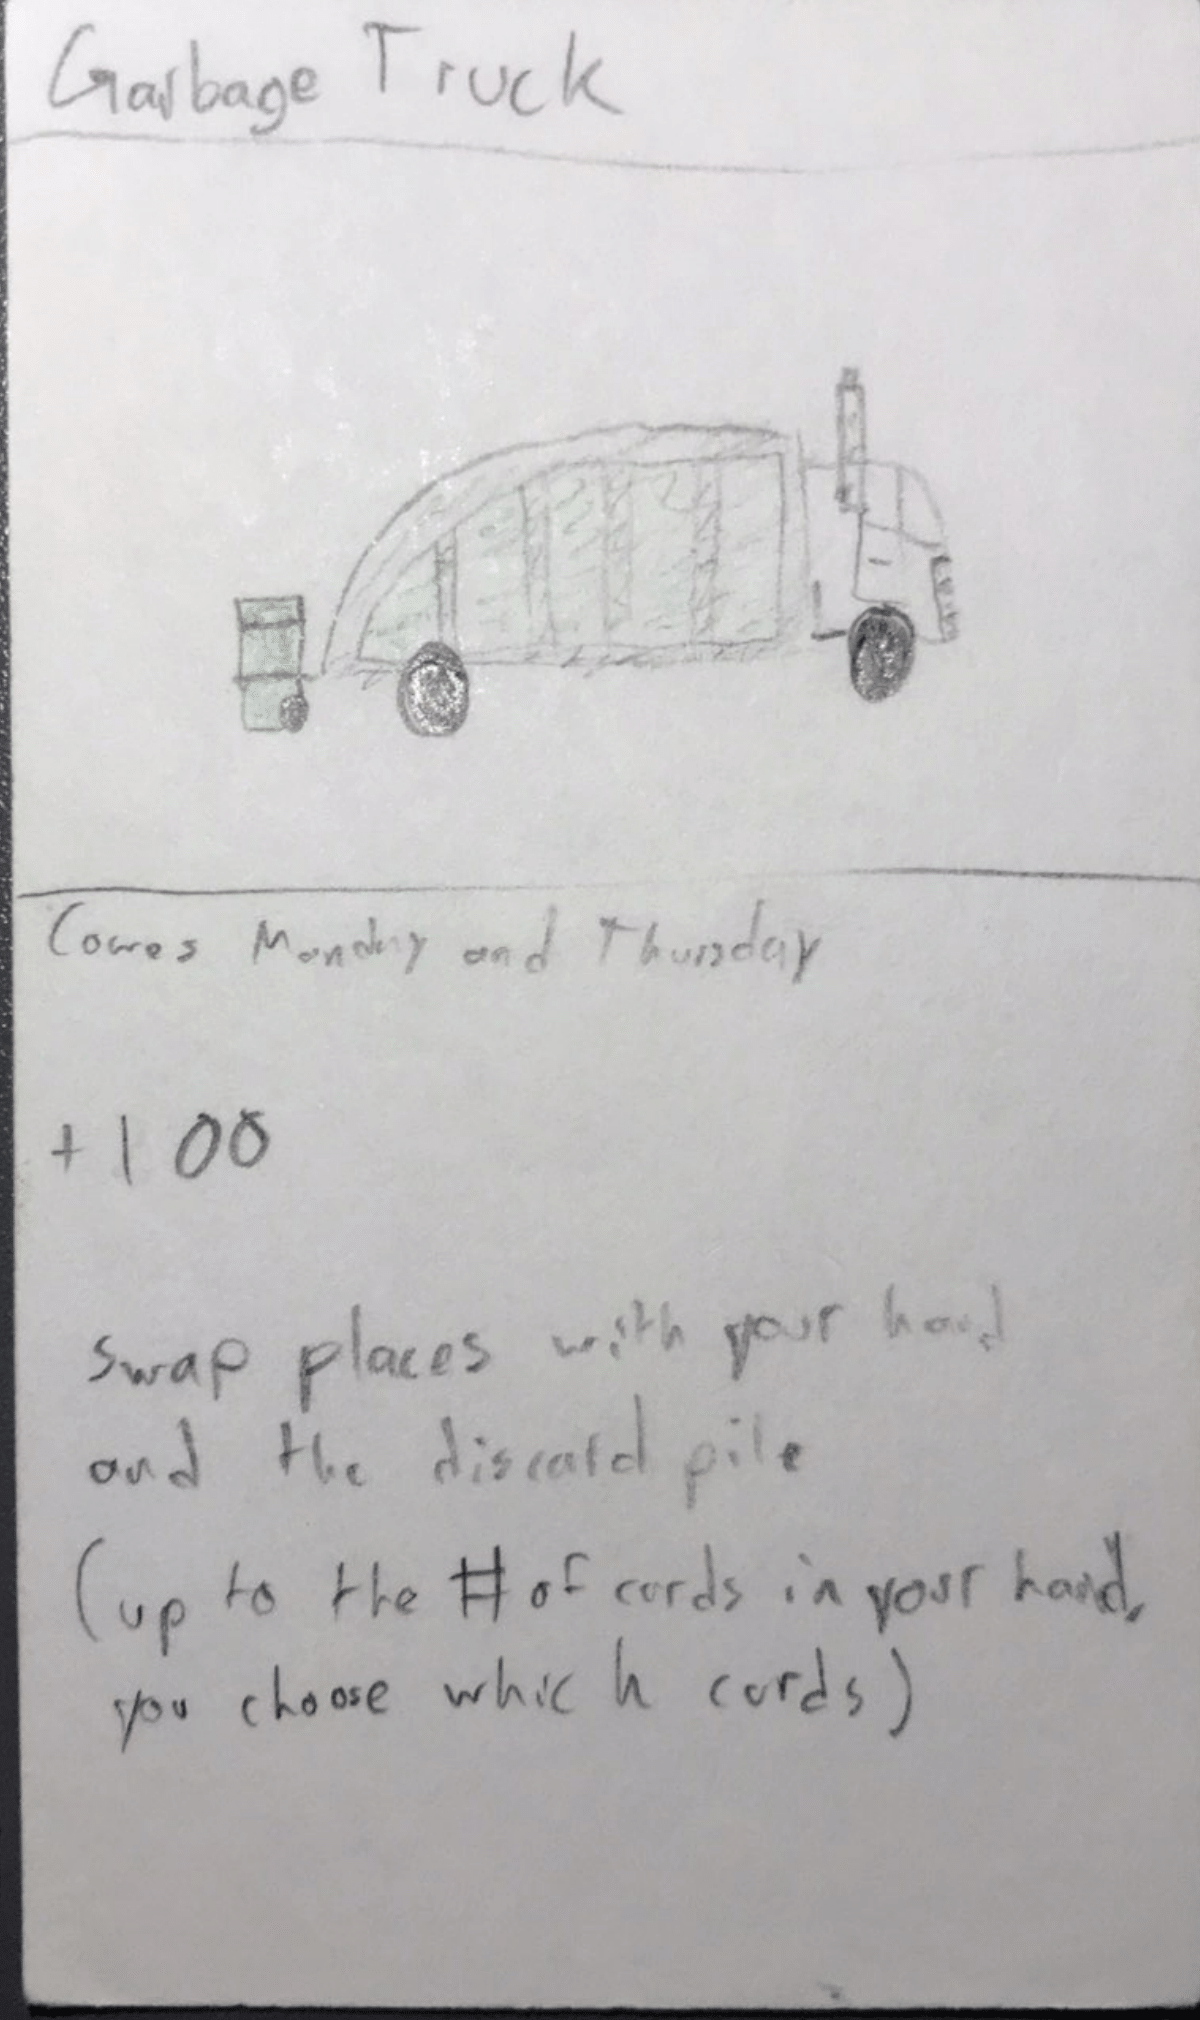 Garbage Truck
Comes Monday and Thursday
+100
swap places with your hand
and the discard pile
(up to the # of cards in your hand,
you choose which cards)